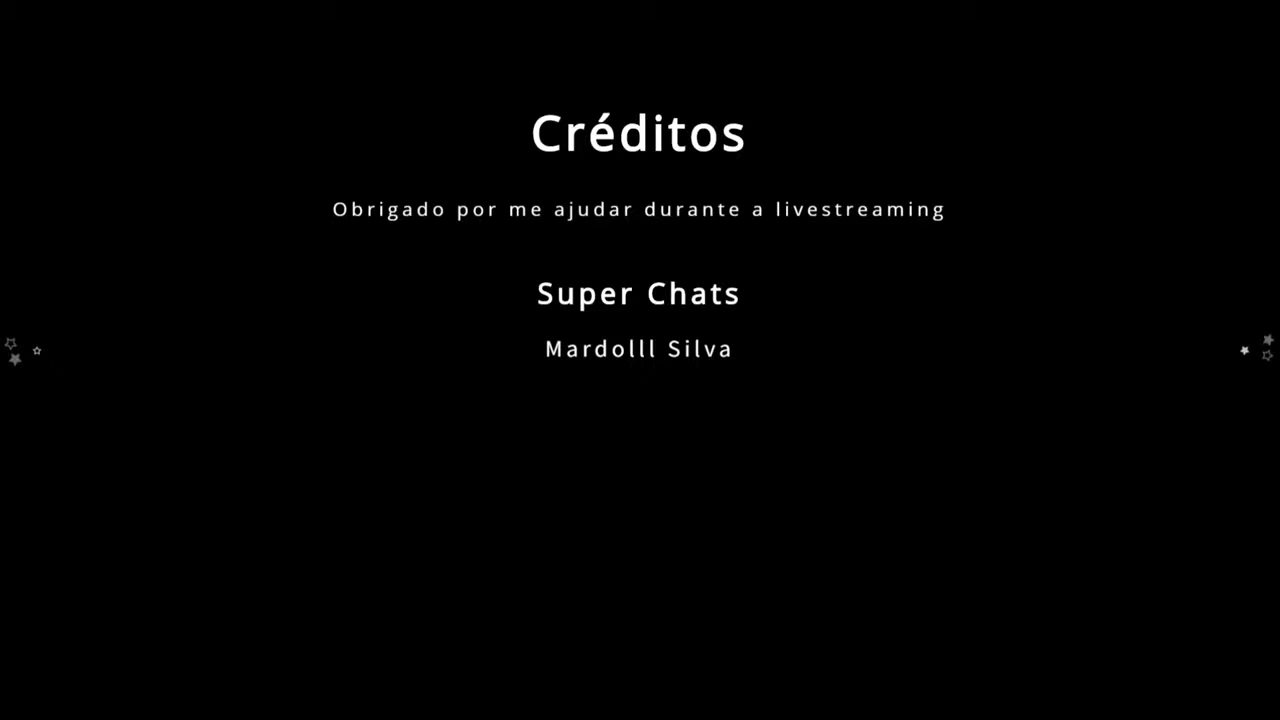 Créditos
Obrigado por me ajudar durante a livestreaming
Super Chats
Mardolll Silva